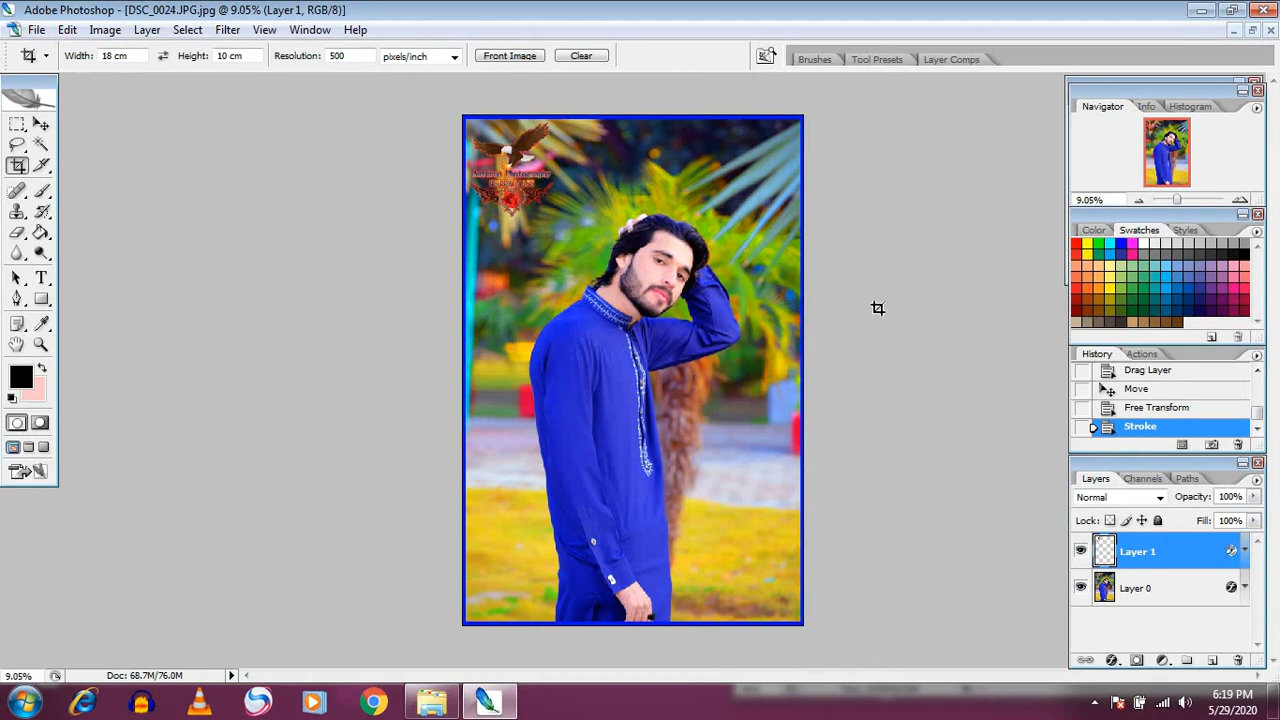 Adobe Photoshop - [DSC_0024.JPG.jpg @ 9.05% (Layer 1, RGB/8)]
File Edit Image Layer Select Filter View Window Help
Width: 18 cm Height: 10 cm Resolution: 500 pixels/inch Front Image Clear
Brushes Tool Presets Layer Comps
Navigator Info Histogram
9.05%
Color Swatches Styles
History Actions
Drag Layer
Move
Free Transform
Stroke
Layers Channels Paths
Normal Opacity: 100%
Lock: Fill: 100%
Layer 1
Layer 0
9.05% Doc: 68.7M/76.0M
6:19 PM
5/29/2020